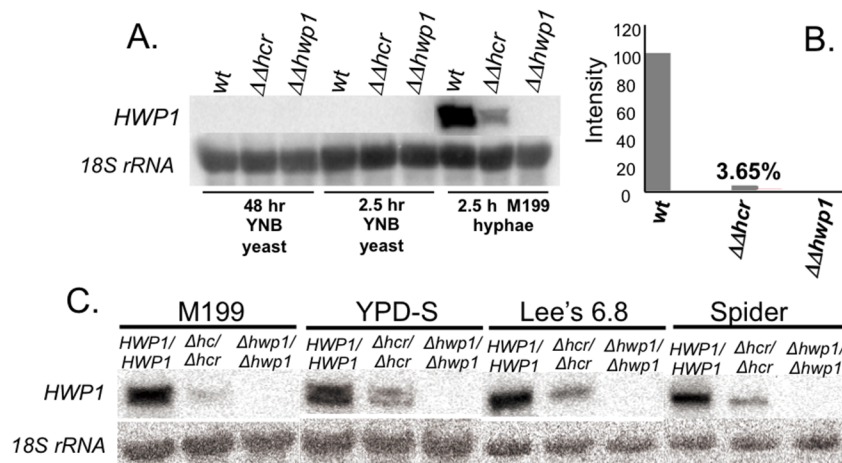 A.
wt ΔΔhcr ΔΔhwp1 wt ΔΔhcr ΔΔhwp1 wt ΔΔhcr ΔΔhwp1
HWP1
18S rRNA
48 hr 2.5 hr 2.5 h M199
YNB YNB hyphae
yeast yeast
B.
Intensity
120
100
80
60
40
20
0
3.65%
wt ΔΔhcr ΔΔhwp1
C.
M199 YPD-S Lee's 6.8 Spider
HWP1/ Δhc/ Δhwp1/ HWP1/ Δhcr/ Δhwp1/ HWP1/ Δhcr/ Δhwp1/ HWP1/ Δhcr/ Δhwp1/
HWP1 Δhcr Δhwp1 HWP1 Δhcr Δhwp1 HWP1 Δhcr Δhwp1 HWP1 Δhcr Δhwp1
HWP1
18S rRNA